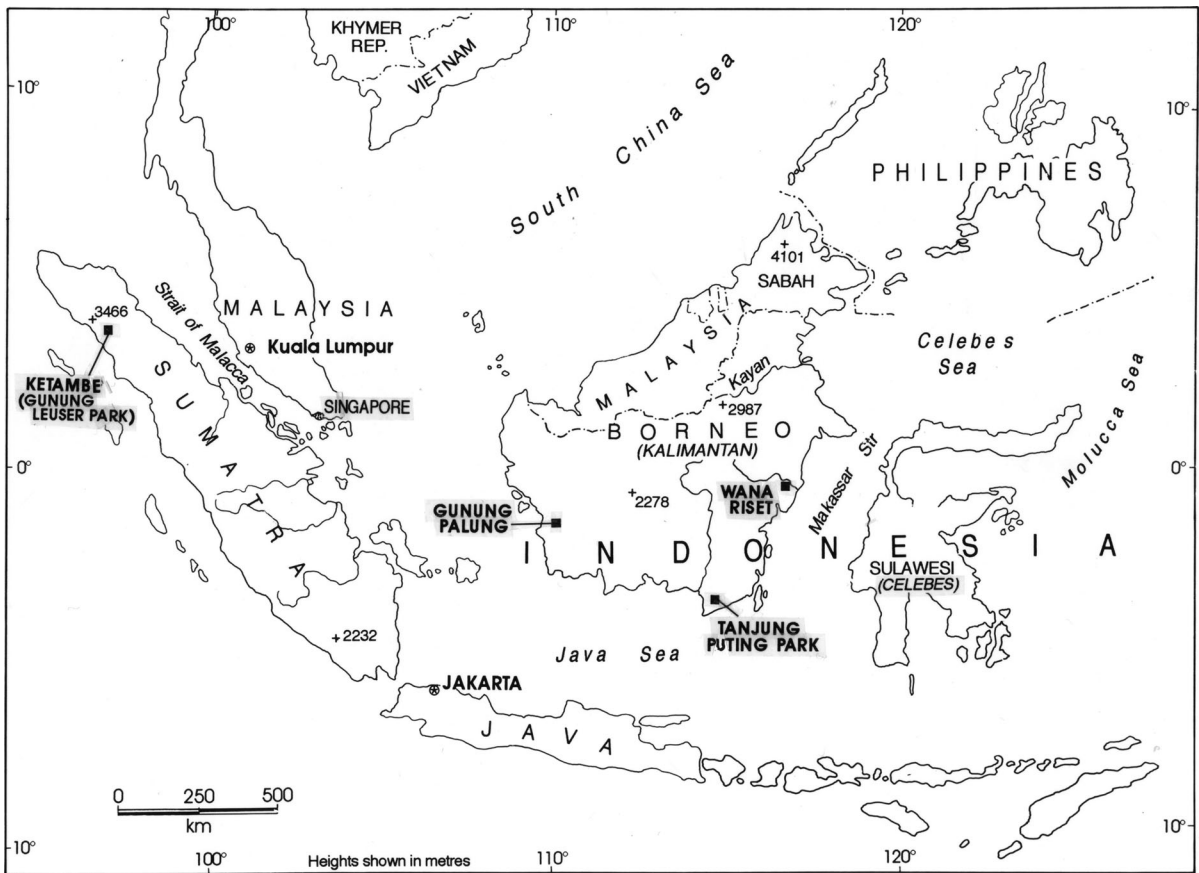 100°
110°
120°
KHYMER
REP.
VIETNAM
10°
10°
South China Sea
PHILIPPINES
4101
SABAH
3466
Strait of Malacca
MALAYSIA
Kuala Lumpur
MALAYSIA
Celebes
Sea
Kayan
KETAMBE
(GUNUNG
LEUSER PARK)
SUMATRA
SINGAPORE
2987
BORNEO
(KALIMANTAN)
Makassar Str
Molucca Sea
0°
0°
GUNUNG
PALUNG
2278
WANA
RISET
INDONESIA
SULAWESI
(CELEBES)
TANJUNG
PUTING PARK
2232
Java Sea
JAKARTA
JAVA
0 250 500
km
10°
10°
100°
Heights shown in metres
110°
120°